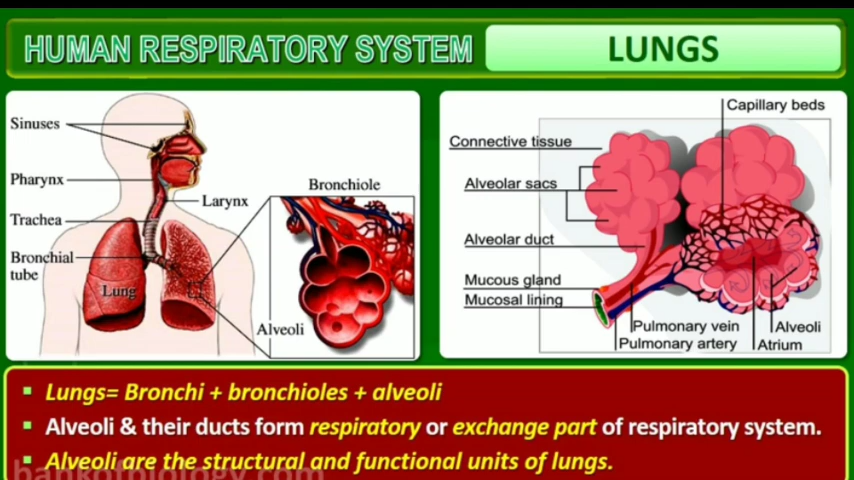 HUMAN RESPIRATORY SYSTEM
LUNGS
Sinuses
Pharynx
Larynx
Trachea
Bronchial
tube
Lung
Bronchiole
Alveoli
Capillary beds
Connective tissue
Alveolar sacs
Alveolar duct
Mucous gland
Mucosal lining
Pulmonary vein
Pulmonary artery
Alveoli
Atrium
▪ Lungs= Bronchi + bronchioles + alveoli
▪ Alveoli & their ducts form respiratory or exchange part of respiratory system.
▪ Alveoli are the structural and functional units of lungs.
bankofbiology.com